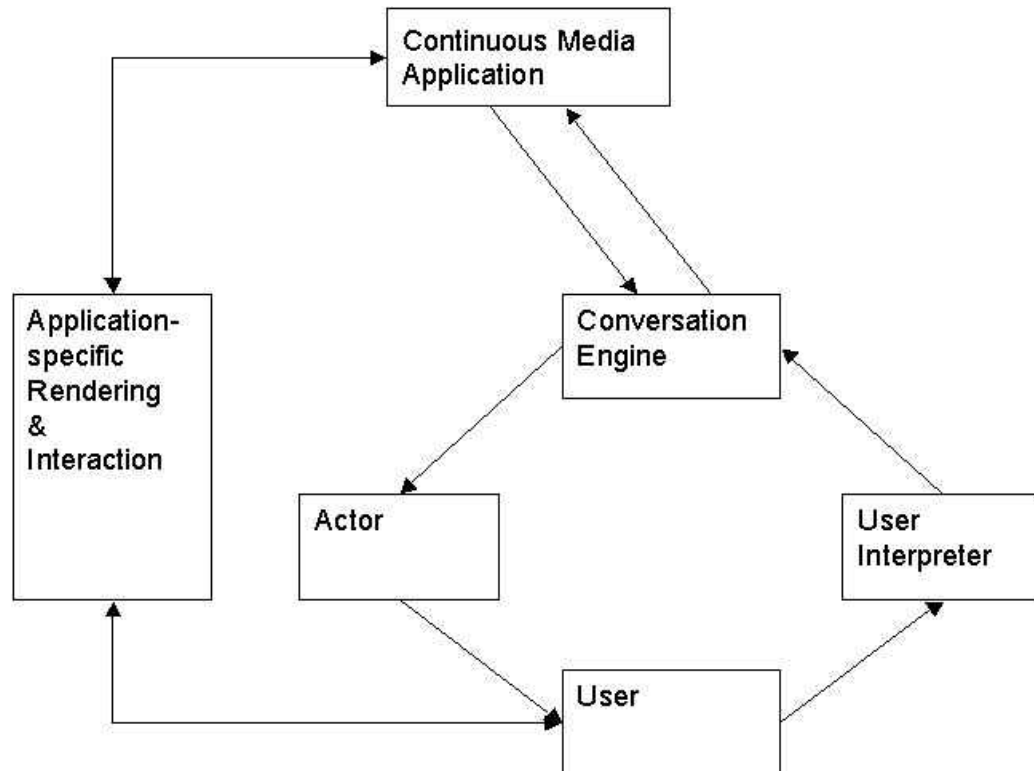 Continuous Media
Application
Application-
specific
Rendering
&
Interaction
Conversation
Engine
Actor
User
Interpreter
User